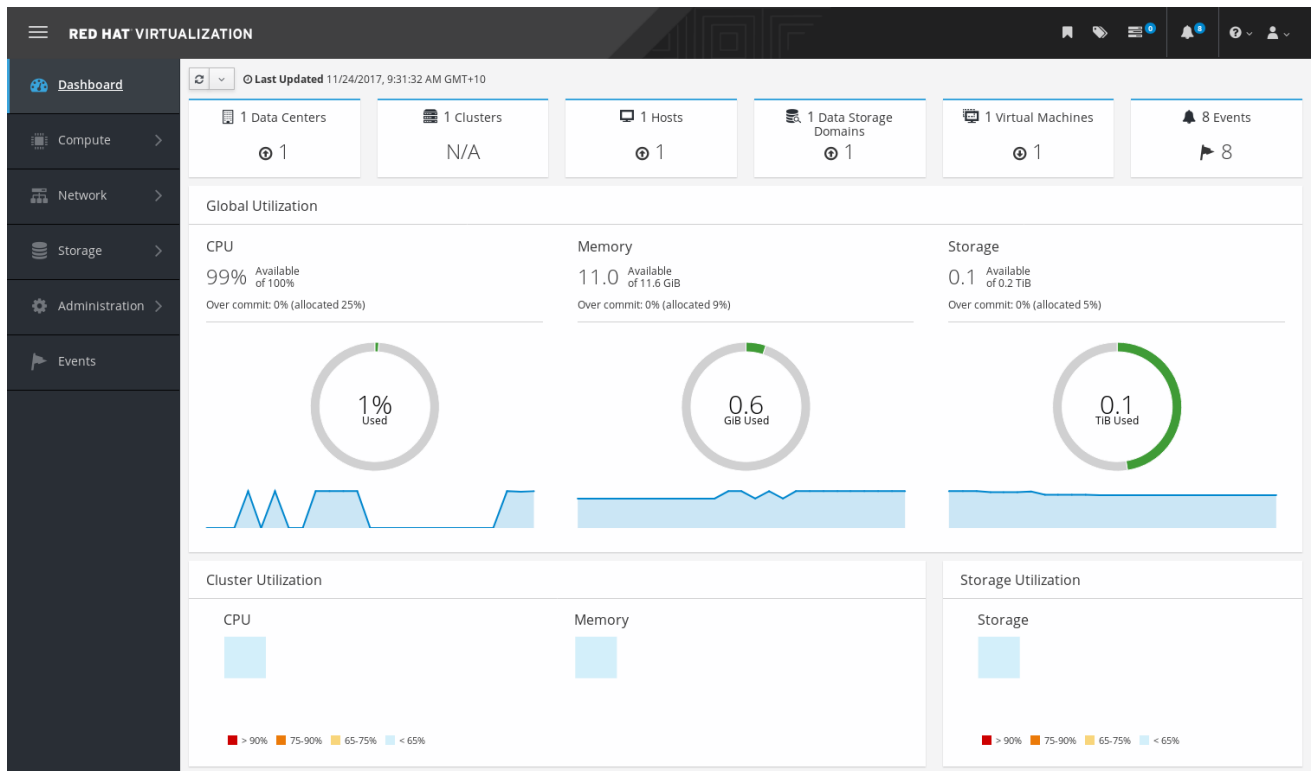 RED HAT VIRTUALIZATION
0
8
Dashboard
Compute
Network
Storage
Administration
Events
Last Updated 11/24/2017, 9:31:32 AM GMT+10
1 Data Centers
1
1 Clusters
N/A
1 Hosts
1
1 Data Storage
Domains
1
1 Virtual Machines
1
8 Events
8
Global Utilization
CPU
99% Available
of 100%
Over commit: 0% (allocated 25%)
1%
Used
Memory
11.0 Available
of 11.6 GiB
Over commit: 0% (allocated 9%)
0.6
GiB Used
Storage
0.1 Available
of 0.2 TiB
Over commit: 0% (allocated 5%)
0.1
TiB Used
Cluster Utilization
CPU
Memory
> 90% 75-90% 65-75% < 65%
Storage Utilization
Storage
> 90% 75-90% 65-75% < 65%